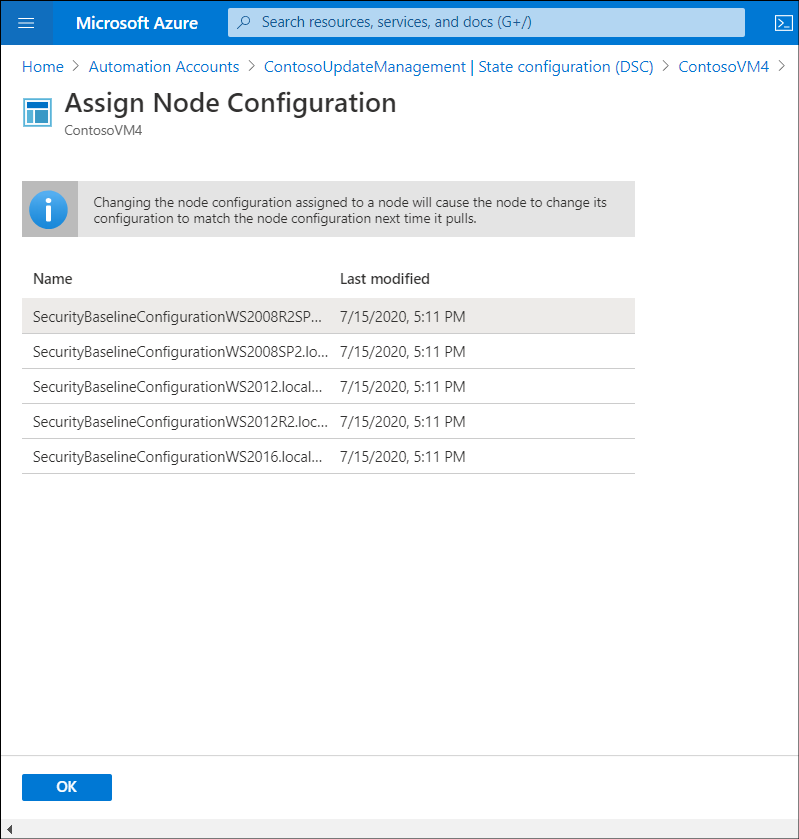 Microsoft Azure
Search resources, services, and docs (G+/)
Home > Automation Accounts > ContosoUpdateManagement | State configuration (DSC) > ContosoVM4 >
Assign Node Configuration
ContosoVM4
Changing the node configuration assigned to a node will cause the node to change its
configuration to match the node configuration next time it pulls.
Name Last modified
SecurityBaselineConfigurationWS2008R2SP... 7/15/2020, 5:11 PM
SecurityBaselineConfigurationWS2008SP2.lo... 7/15/2020, 5:11 PM
SecurityBaselineConfigurationWS2012.local... 7/15/2020, 5:11 PM
SecurityBaselineConfigurationWS2012R2.loc... 7/15/2020, 5:11 PM
SecurityBaselineConfigurationWS2016.local... 7/15/2020, 5:11 PM
OK